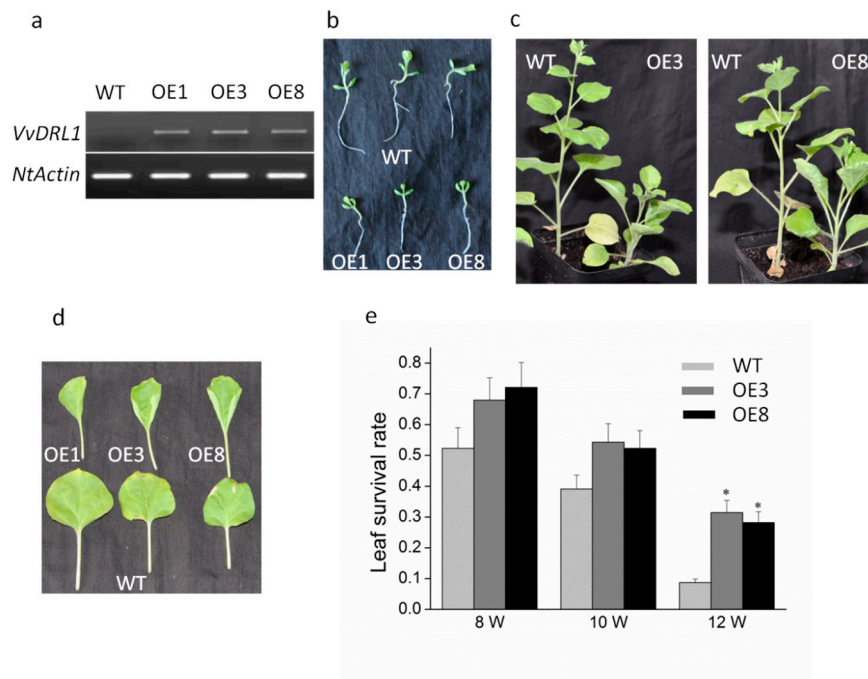 a
WT OE1 OE3 OE8
VvDRL1
NtActin
b
WT
OE1 OE3 OE8
c
WT OE3
WT OE8
d
OE1 OE3 OE8
WT
e
Leaf survival rate
0.8
0.7
0.6
0.5
0.4
0.3
0.2
0.1
0.0
WT
OE3
OE8
* *
8 W 10 W 12 W